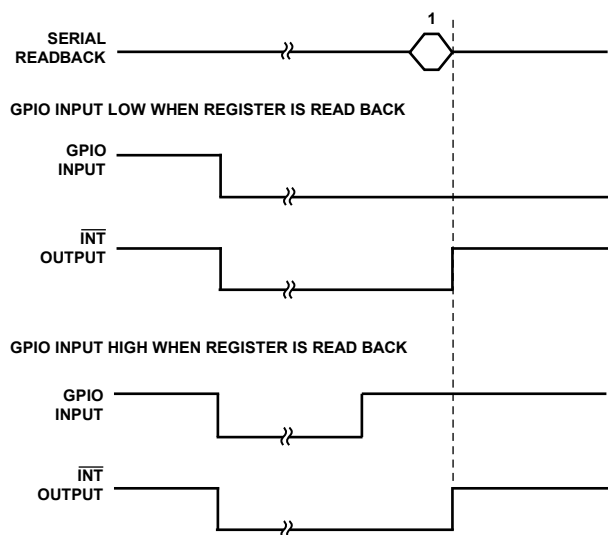 1
SERIAL
READBACK
GPIO INPUT LOW WHEN REGISTER IS READ BACK
GPIO
INPUT
INT
OUTPUT
GPIO INPUT HIGH WHEN REGISTER IS READ BACK
GPIO
INPUT
INT
OUTPUT